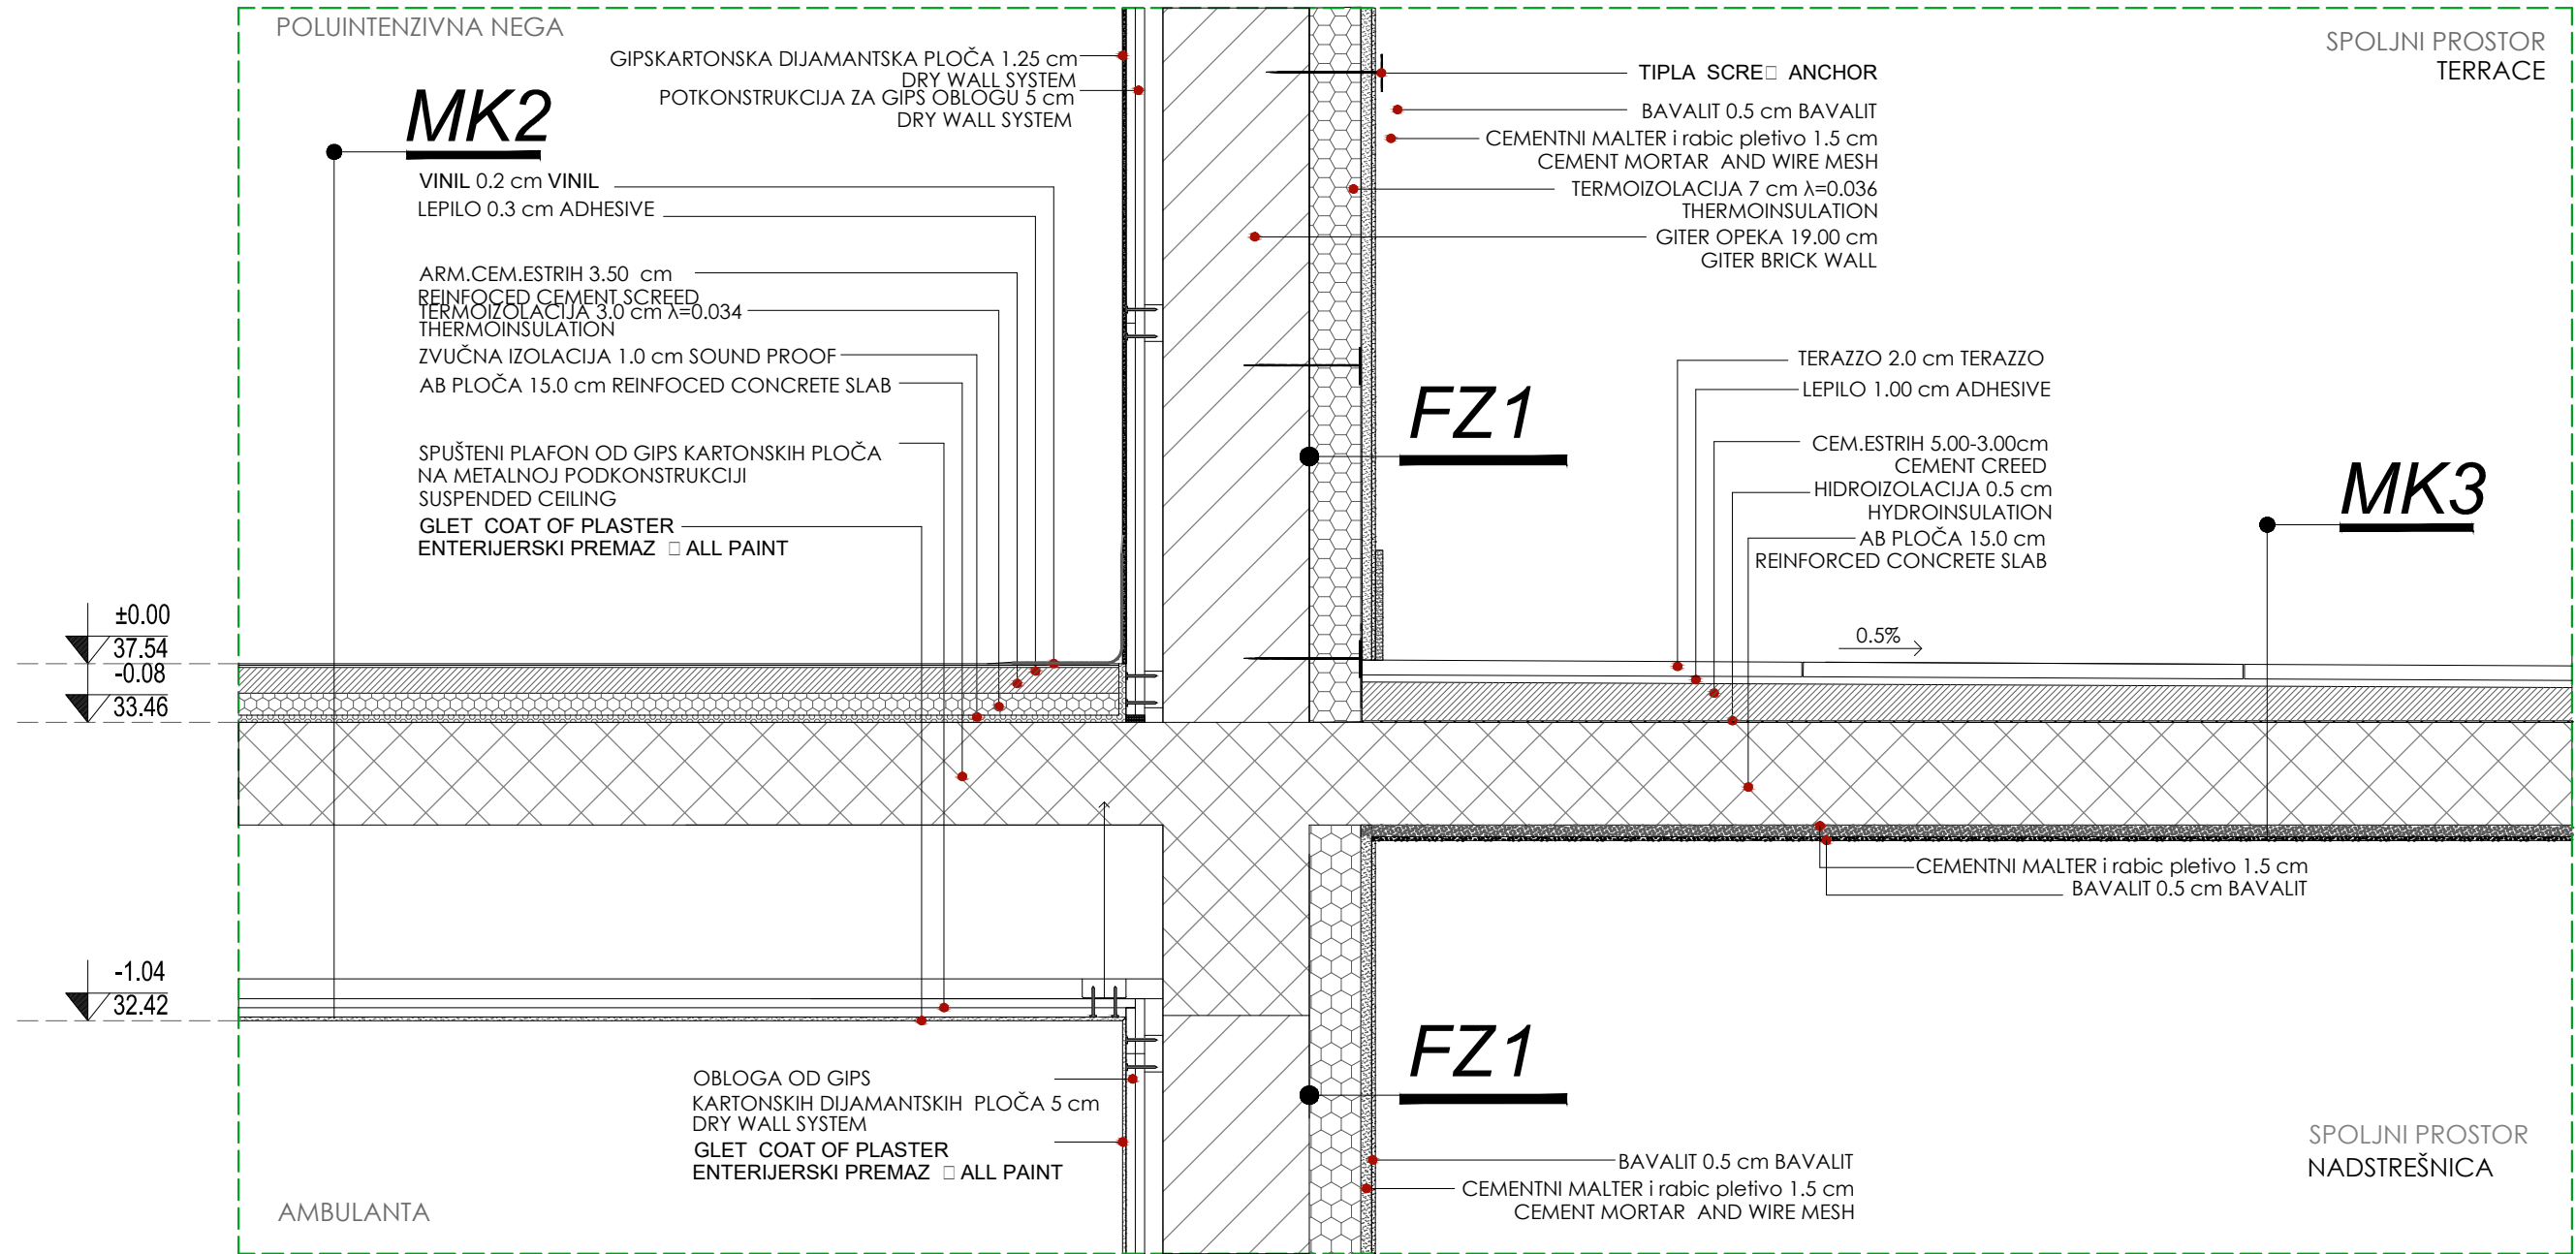 POLUINTENZIVNA NEGA
GIPSKARTONSKA DIJAMANTSKA PLOČA 1.25 cm
DRY WALL SYSTEM
POTKONSTRUKCIJA ZA GIPS OBLOGU 5 cm
DRY WALL SYSTEM
MK2
VINIL 0.2 cm VINIL
LEPILO 0.3 cm ADHESIVE
ARM.CEM.ESTRIH 3.50 cm
REINFOCED CEMENT SCREED
TERMOIZOLACIJA 3.0 cm λ=0.034
THERMOINSULATION
ZVUČNA IZOLACIJA 1.0 cm SOUND PROOF
AB PLOČA 15.0 cm REINFOCED CONCRETE SLAB
SPUŠTENI PLAFON OD GIPS KARTONSKIH PLOČA
NA METALNOJ PODKONSTRUKCIJI
SUSPENDED CEILING
GLET COAT OF PLASTER
ENTERIJERSKI PREMAZ □ ALL PAINT
SPOLJNI PROSTOR
TERRACE
TIPLA SCRE□ ANCHOR
BAVALIT 0.5 cm BAVALIT
CEMENTNI MALTER i rabic pletivo 1.5 cm
CEMENT MORTAR AND WIRE MESH
TERMOIZOLACIJA 7 cm λ=0.036
THERMOINSULATION
GITER OPEKA 19.00 cm
GITER BRICK WALL
FZ1
TERAZZO 2.0 cm TERAZZO
LEPILO 1.00 cm ADHESIVE
CEM.ESTRIH 5.00-3.00cm
CEMENT CREED
HIDROIZOLACIJA 0.5 cm
HYDROINSULATION
AB PLOČA 15.0 cm
REINFORCED CONCRETE SLAB
MK3
0.5%
±0.00
37.54
-0.08
33.46
-1.04
32.42
CEMENTNI MALTER i rabic pletivo 1.5 cm
BAVALIT 0.5 cm BAVALIT
FZ1
OBLOGA OD GIPS
KARTONSKIH DIJAMANTSKIH PLOČA 5 cm
DRY WALL SYSTEM
GLET COAT OF PLASTER
ENTERIJERSKI PREMAZ □ ALL PAINT
BAVALIT 0.5 cm BAVALIT
CEMENTNI MALTER i rabic pletivo 1.5 cm
CEMENT MORTAR AND WIRE MESH
SPOLJNI PROSTOR
NADSTREŠNICA
AMBULANTA